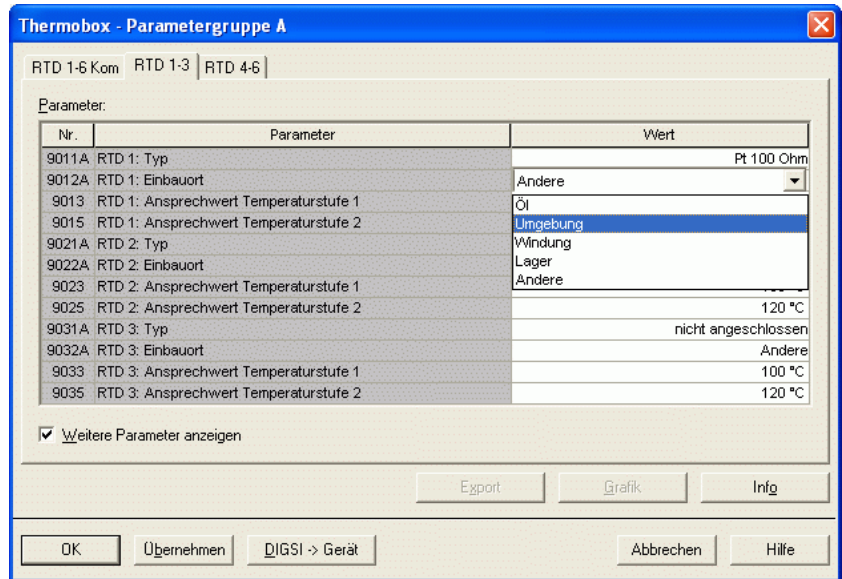 Thermobox - Parametergruppe A
RTD 1-6 Kom RTD 1-3 RTD 4-6
Parameter:
Nr. Parameter Wert
9011A RTD 1: Typ Pt 100 Ohm
9012A RTD 1: Einbauort Andere
9013 RTD 1: Ansprechwert Temperaturstufe 1
Öl
9015 RTD 1: Ansprechwert Temperaturstufe 2
Umgebung
9021A RTD 2: Typ
Windung
9022A RTD 2: Einbauort
Lager
9023 RTD 2: Ansprechwert Temperaturstufe 1
Andere
9025 RTD 2: Ansprechwert Temperaturstufe 2 120 °C
9031A RTD 3: Typ nicht angeschlossen
9032A RTD 3: Einbauort Andere
9033 RTD 3: Ansprechwert Temperaturstufe 1 100 °C
9035 RTD 3: Ansprechwert Temperaturstufe 2 120 °C
Weitere Parameter anzeigen
Export Grafik Info
OK Übernehmen DIGSI -> Gerät Abbrechen Hilfe